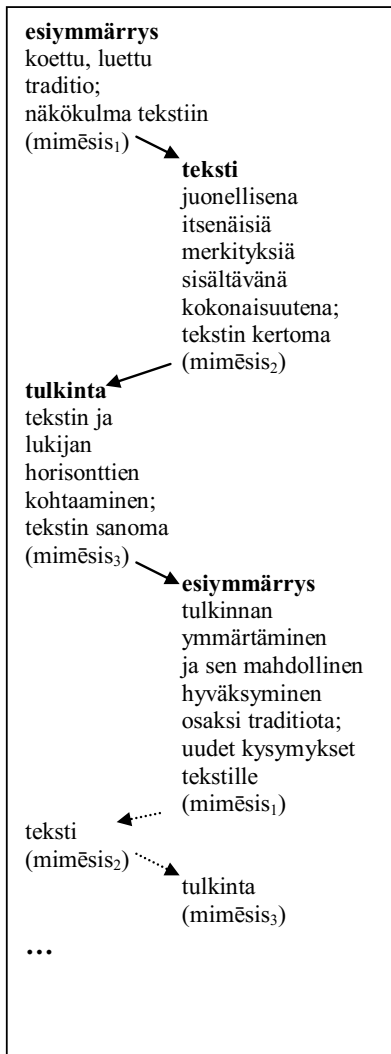 esiymmärrys
koettu, luettu
traditio;
näkökulma tekstiin
(mimēsis₁)
teksti
juonellisena
itsenäisiä
merkityksiä
sisältävänä
kokonaisuutena;
tekstin kertoma
(mimēsis₂)
tulkinta
tekstin ja
lukijan
horisonttien
kohtaaminen;
tekstin sanoma
(mimēsis₃)
esiymmärrys
tulkinnan
ymmärtäminen
ja sen mahdollinen
hyväksyminen
osaksi traditiota;
uudet kysymykset
tekstille
(mimēsis₁)
teksti
(mimēsis₂)
tulkinta
(mimēsis₃)
…